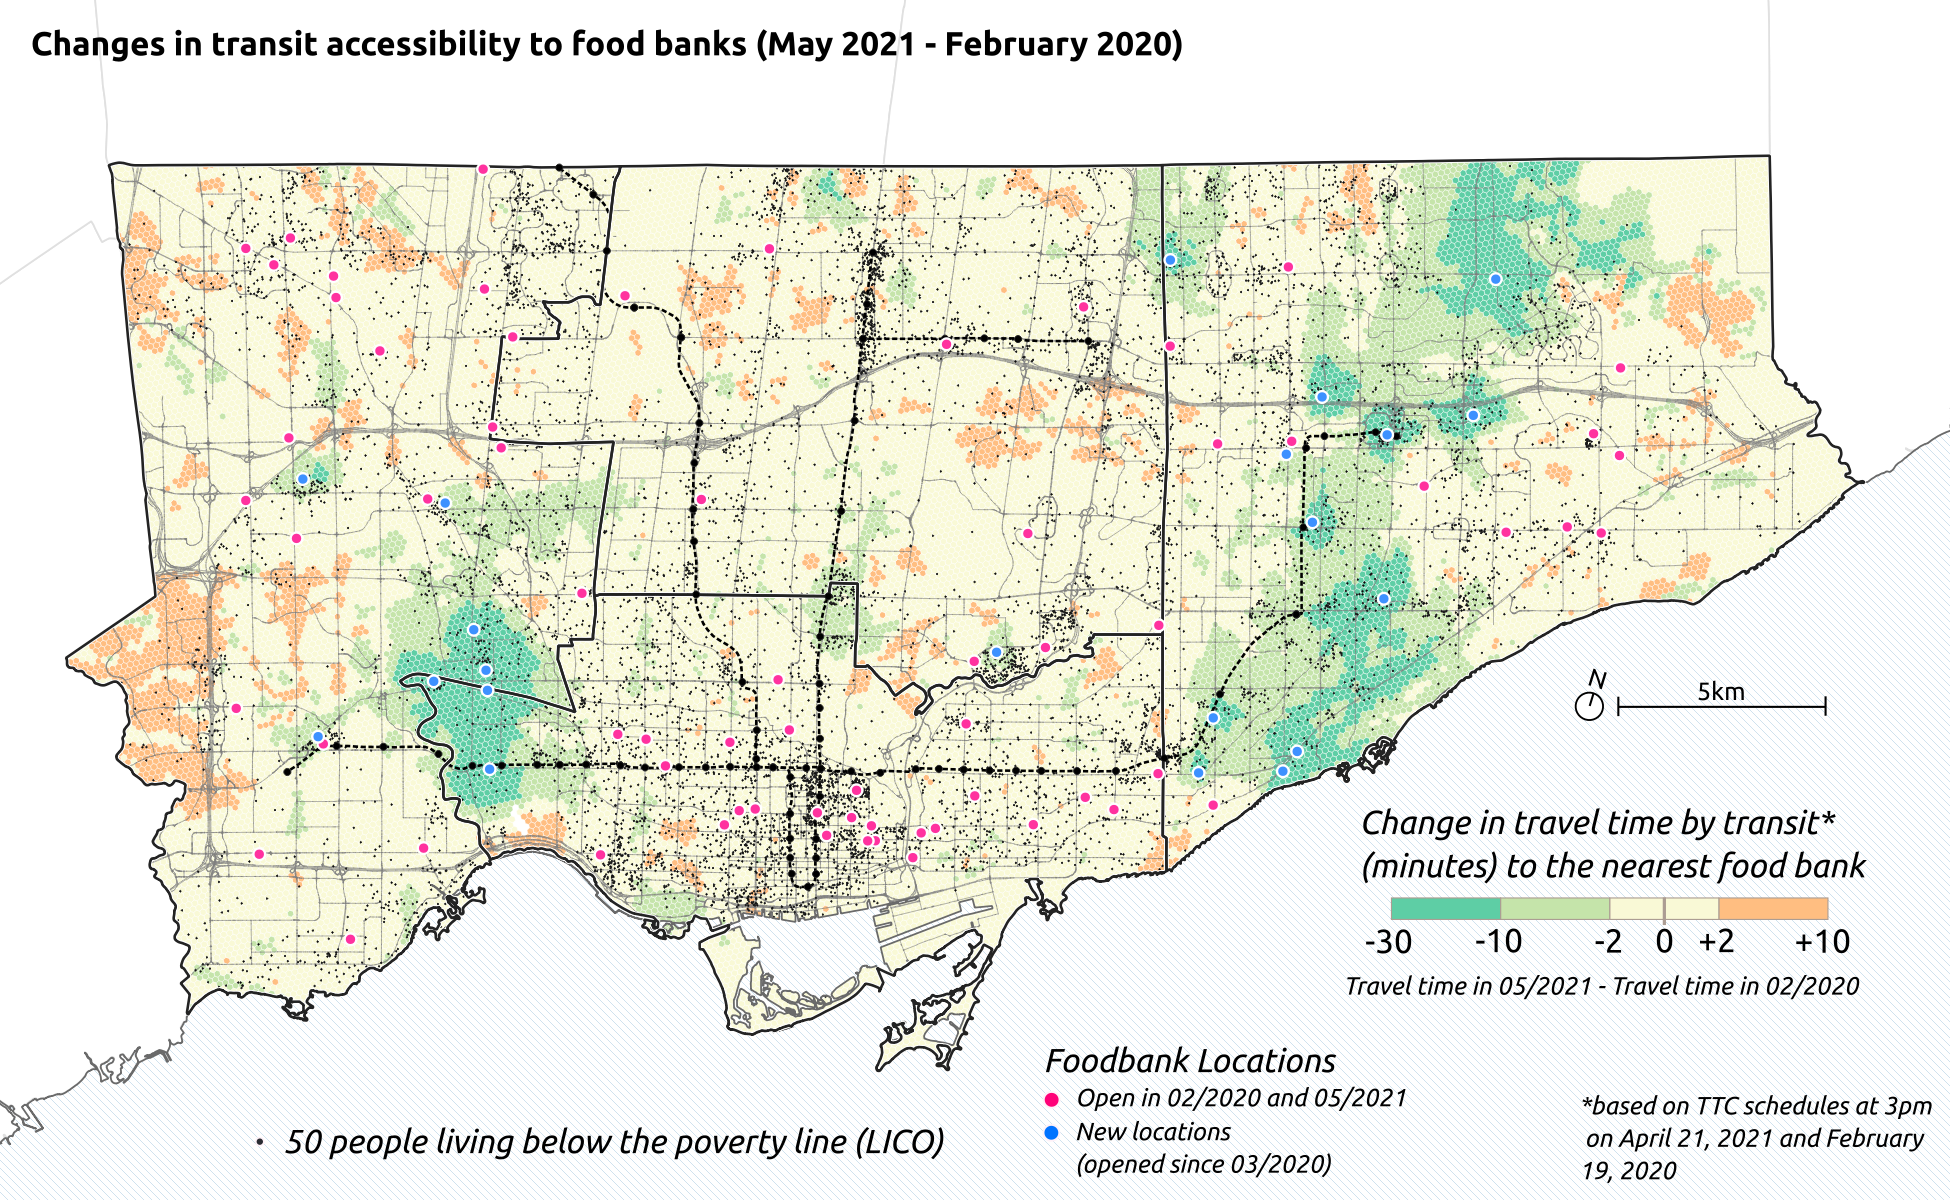 Changes in transit accessibility to food banks (May 2021 - February 2020)
N
5km
Change in travel time by transit*
(minutes) to the nearest food bank
-30 -10 -2 0 +2 +10
Travel time in 05/2021 - Travel time in 02/2020
Foodbank Locations
Open in 02/2020 and 05/2021
New locations
(opened since 03/2020)
50 people living below the poverty line (LICO)
*based on TTC schedules at 3pm
on April 21, 2021 and February
19, 2020